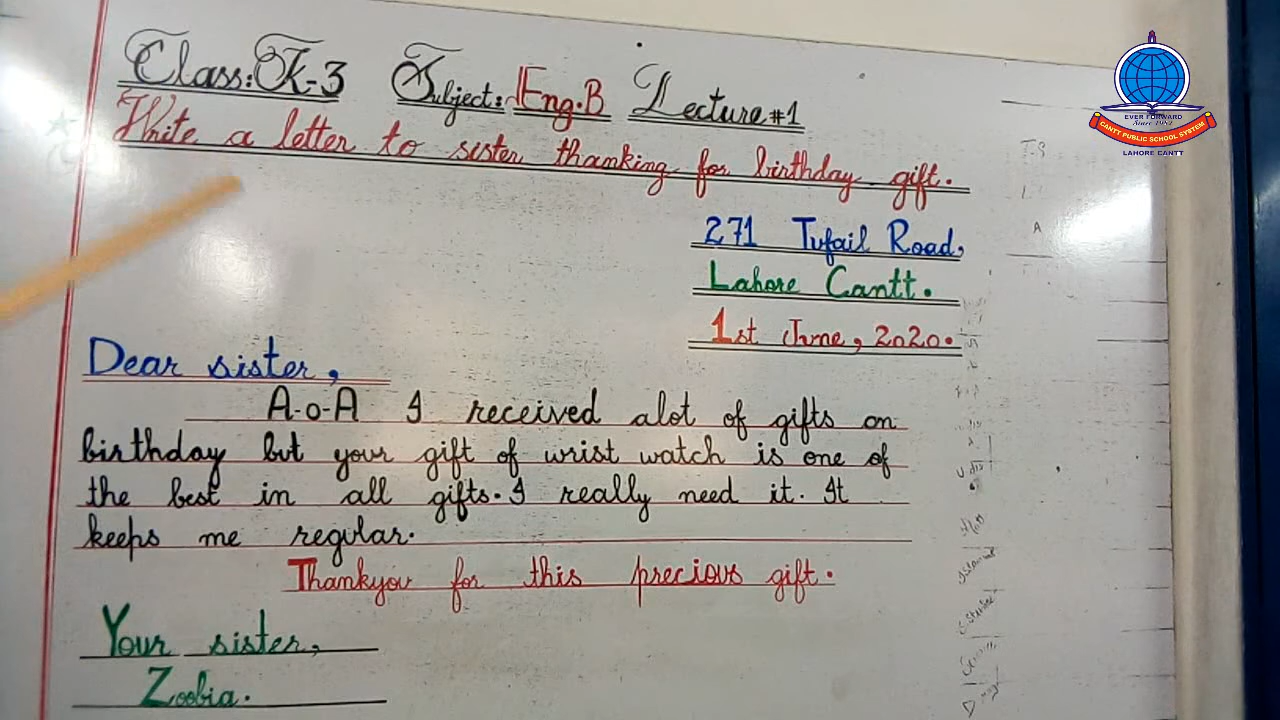 Class: K-3 Subject: Eng.B Lecture #1
Write a letter to sister thanking for birthday gift.
271 Tufail Road,
Lahore Cantt.
1st June, 2020.
Dear sister,
A-o-A I received alot of gifts on
birthday but your gift of wrist watch is one of
the best in all gifts. I really need it. It
keeps me regular.
Thankyou for this precious gift.
Your sister,
Zoobia.
EVER FORWARD
Since 1982
CANTT PUBLIC SCHOOL SYSTEM
LAHORE CANTT